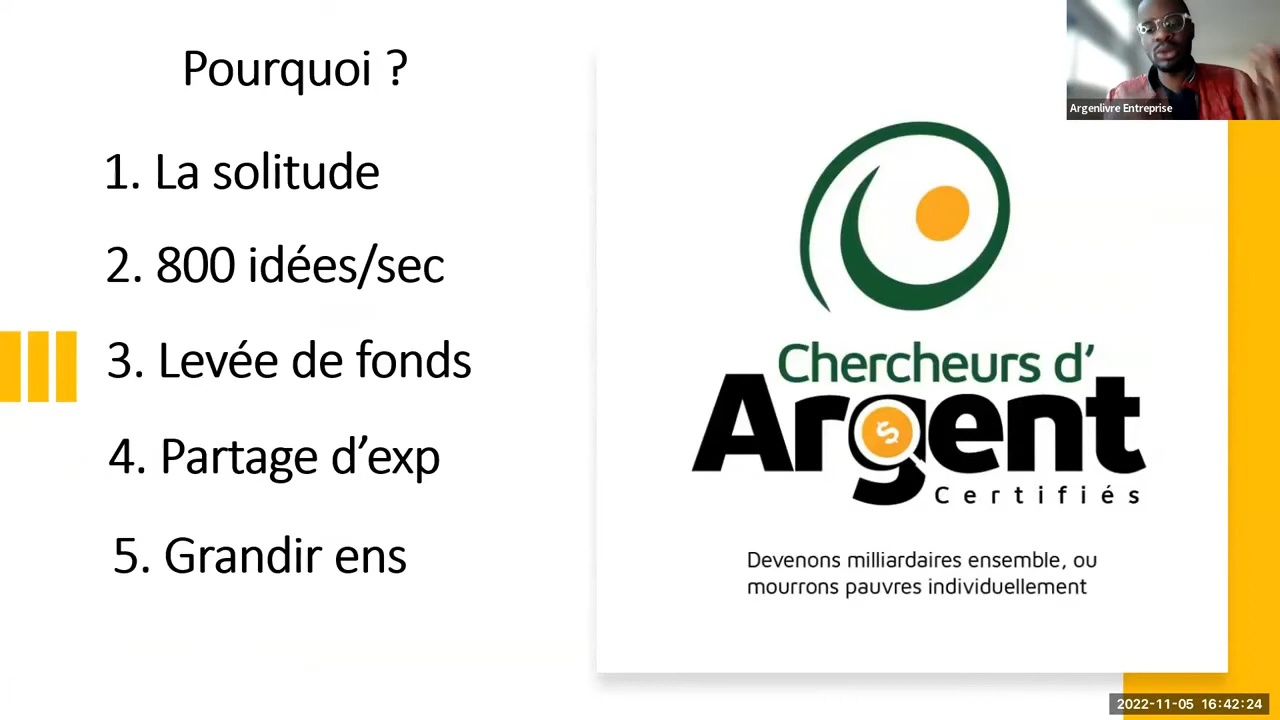 Pourquoi ?
1. La solitude
2. 800 idées/sec
3. Levée de fonds
4. Partage d’exp
5. Grandir ens
Argenlivre Entreprise
Chercheurs d’
Argent
$
Certifiés
Devenons milliardaires ensemble, ou
mourrons pauvres individuellement
2022-11-05 16:42:24